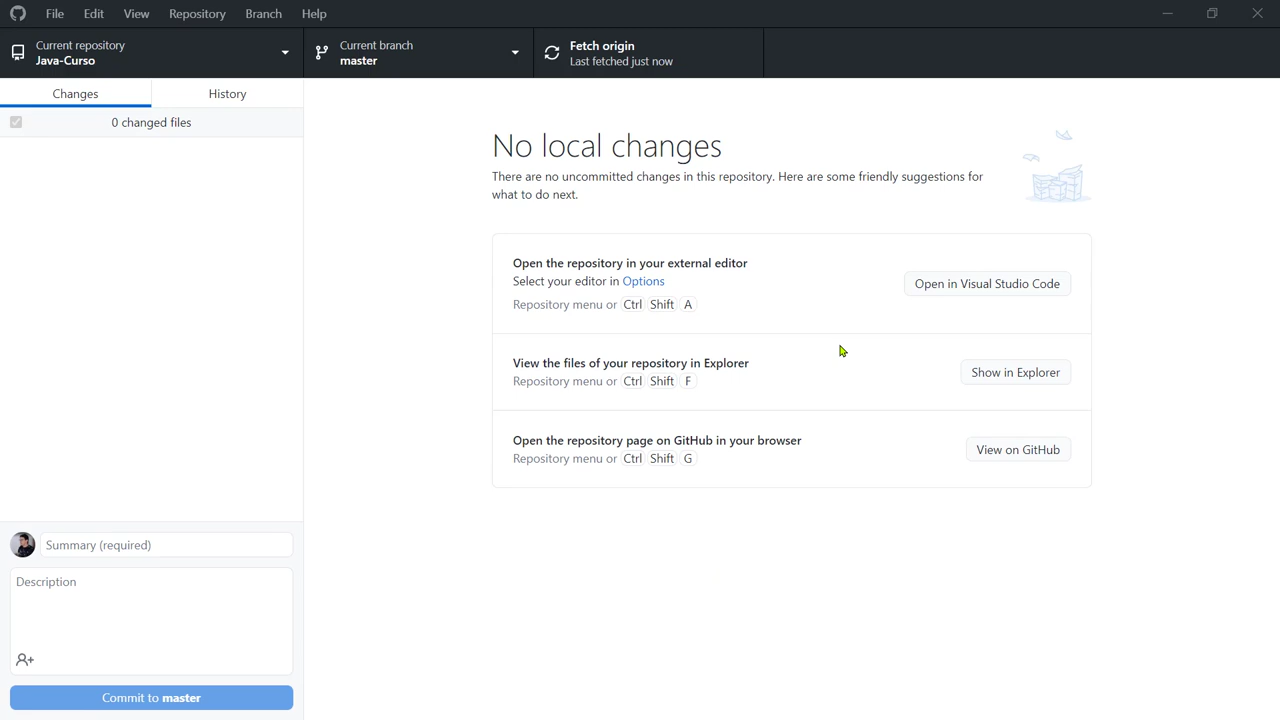 File Edit View Repository Branch Help
Current repository
Java-Curso
Current branch
master
Fetch origin
Last fetched just now
Changes
History
0 changed files
No local changes
There are no uncommitted changes in this repository. Here are some friendly suggestions for
what to do next.
Open the repository in your external editor
Select your editor in Options
Repository menu or Ctrl Shift A
Open in Visual Studio Code
View the files of your repository in Explorer
Repository menu or Ctrl Shift F
Show in Explorer
Open the repository page on GitHub in your browser
Repository menu or Ctrl Shift G
View on GitHub
Summary (required)
Description
Commit to master